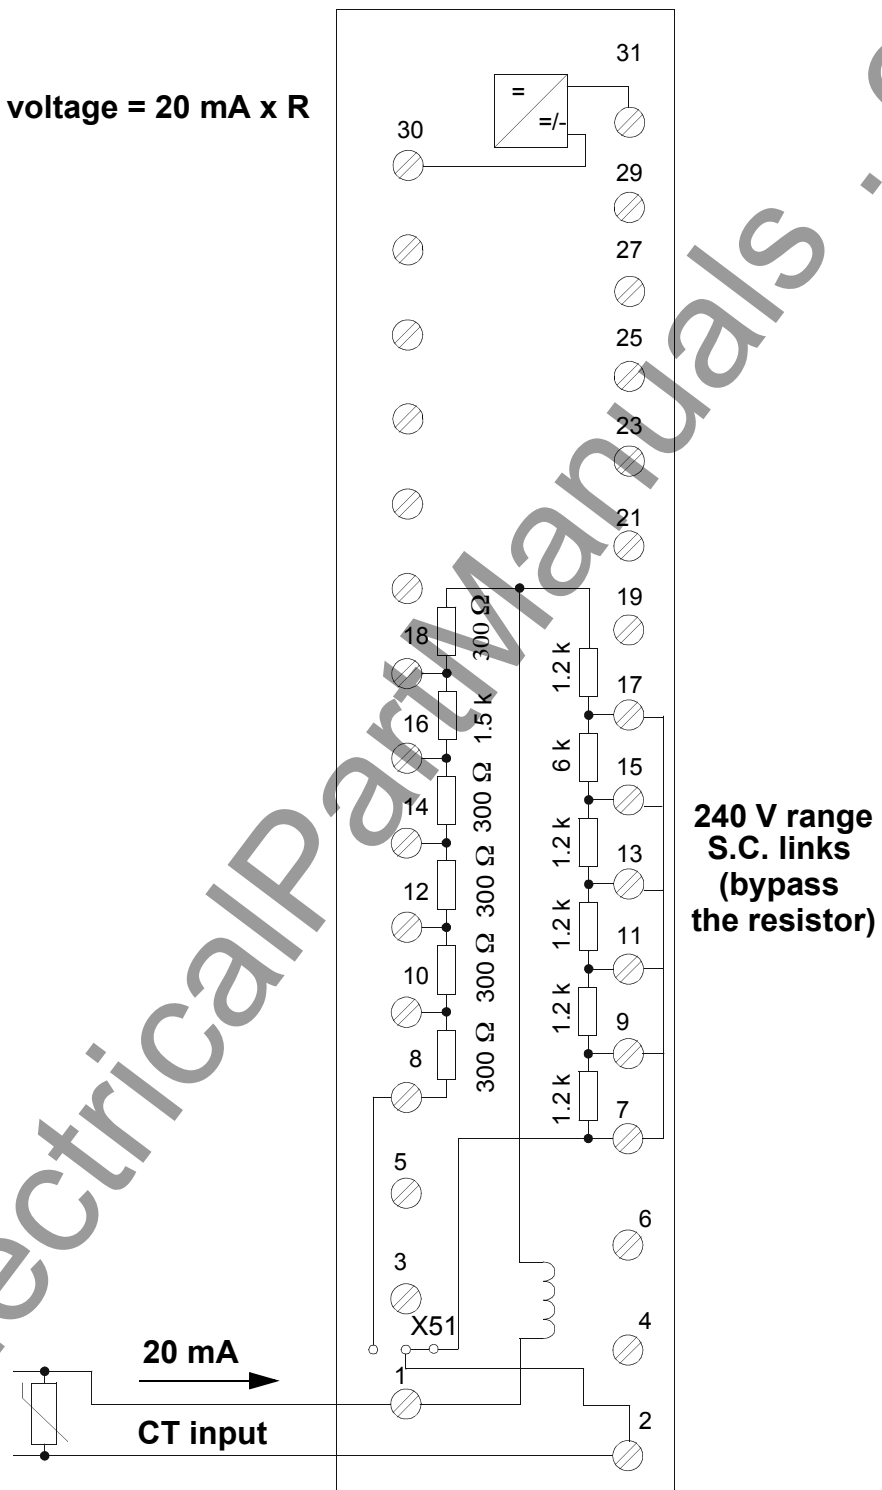 31
voltage = 20 mA x R
=
=/-
30
29
27
25
23
21
19
18
300 Ω
1.2 k
17
16
1.5 k
6 k
15
14
300 Ω
1.2 k
13
240 V range
S.C. links
(bypass
the resistor)
12
300 Ω
1.2 k
11
10
300 Ω
1.2 k
9
8
300 Ω
1.2 k
7
5
6
3
X51
4
20 mA
1
CT input
2
ectricalPartManuals .